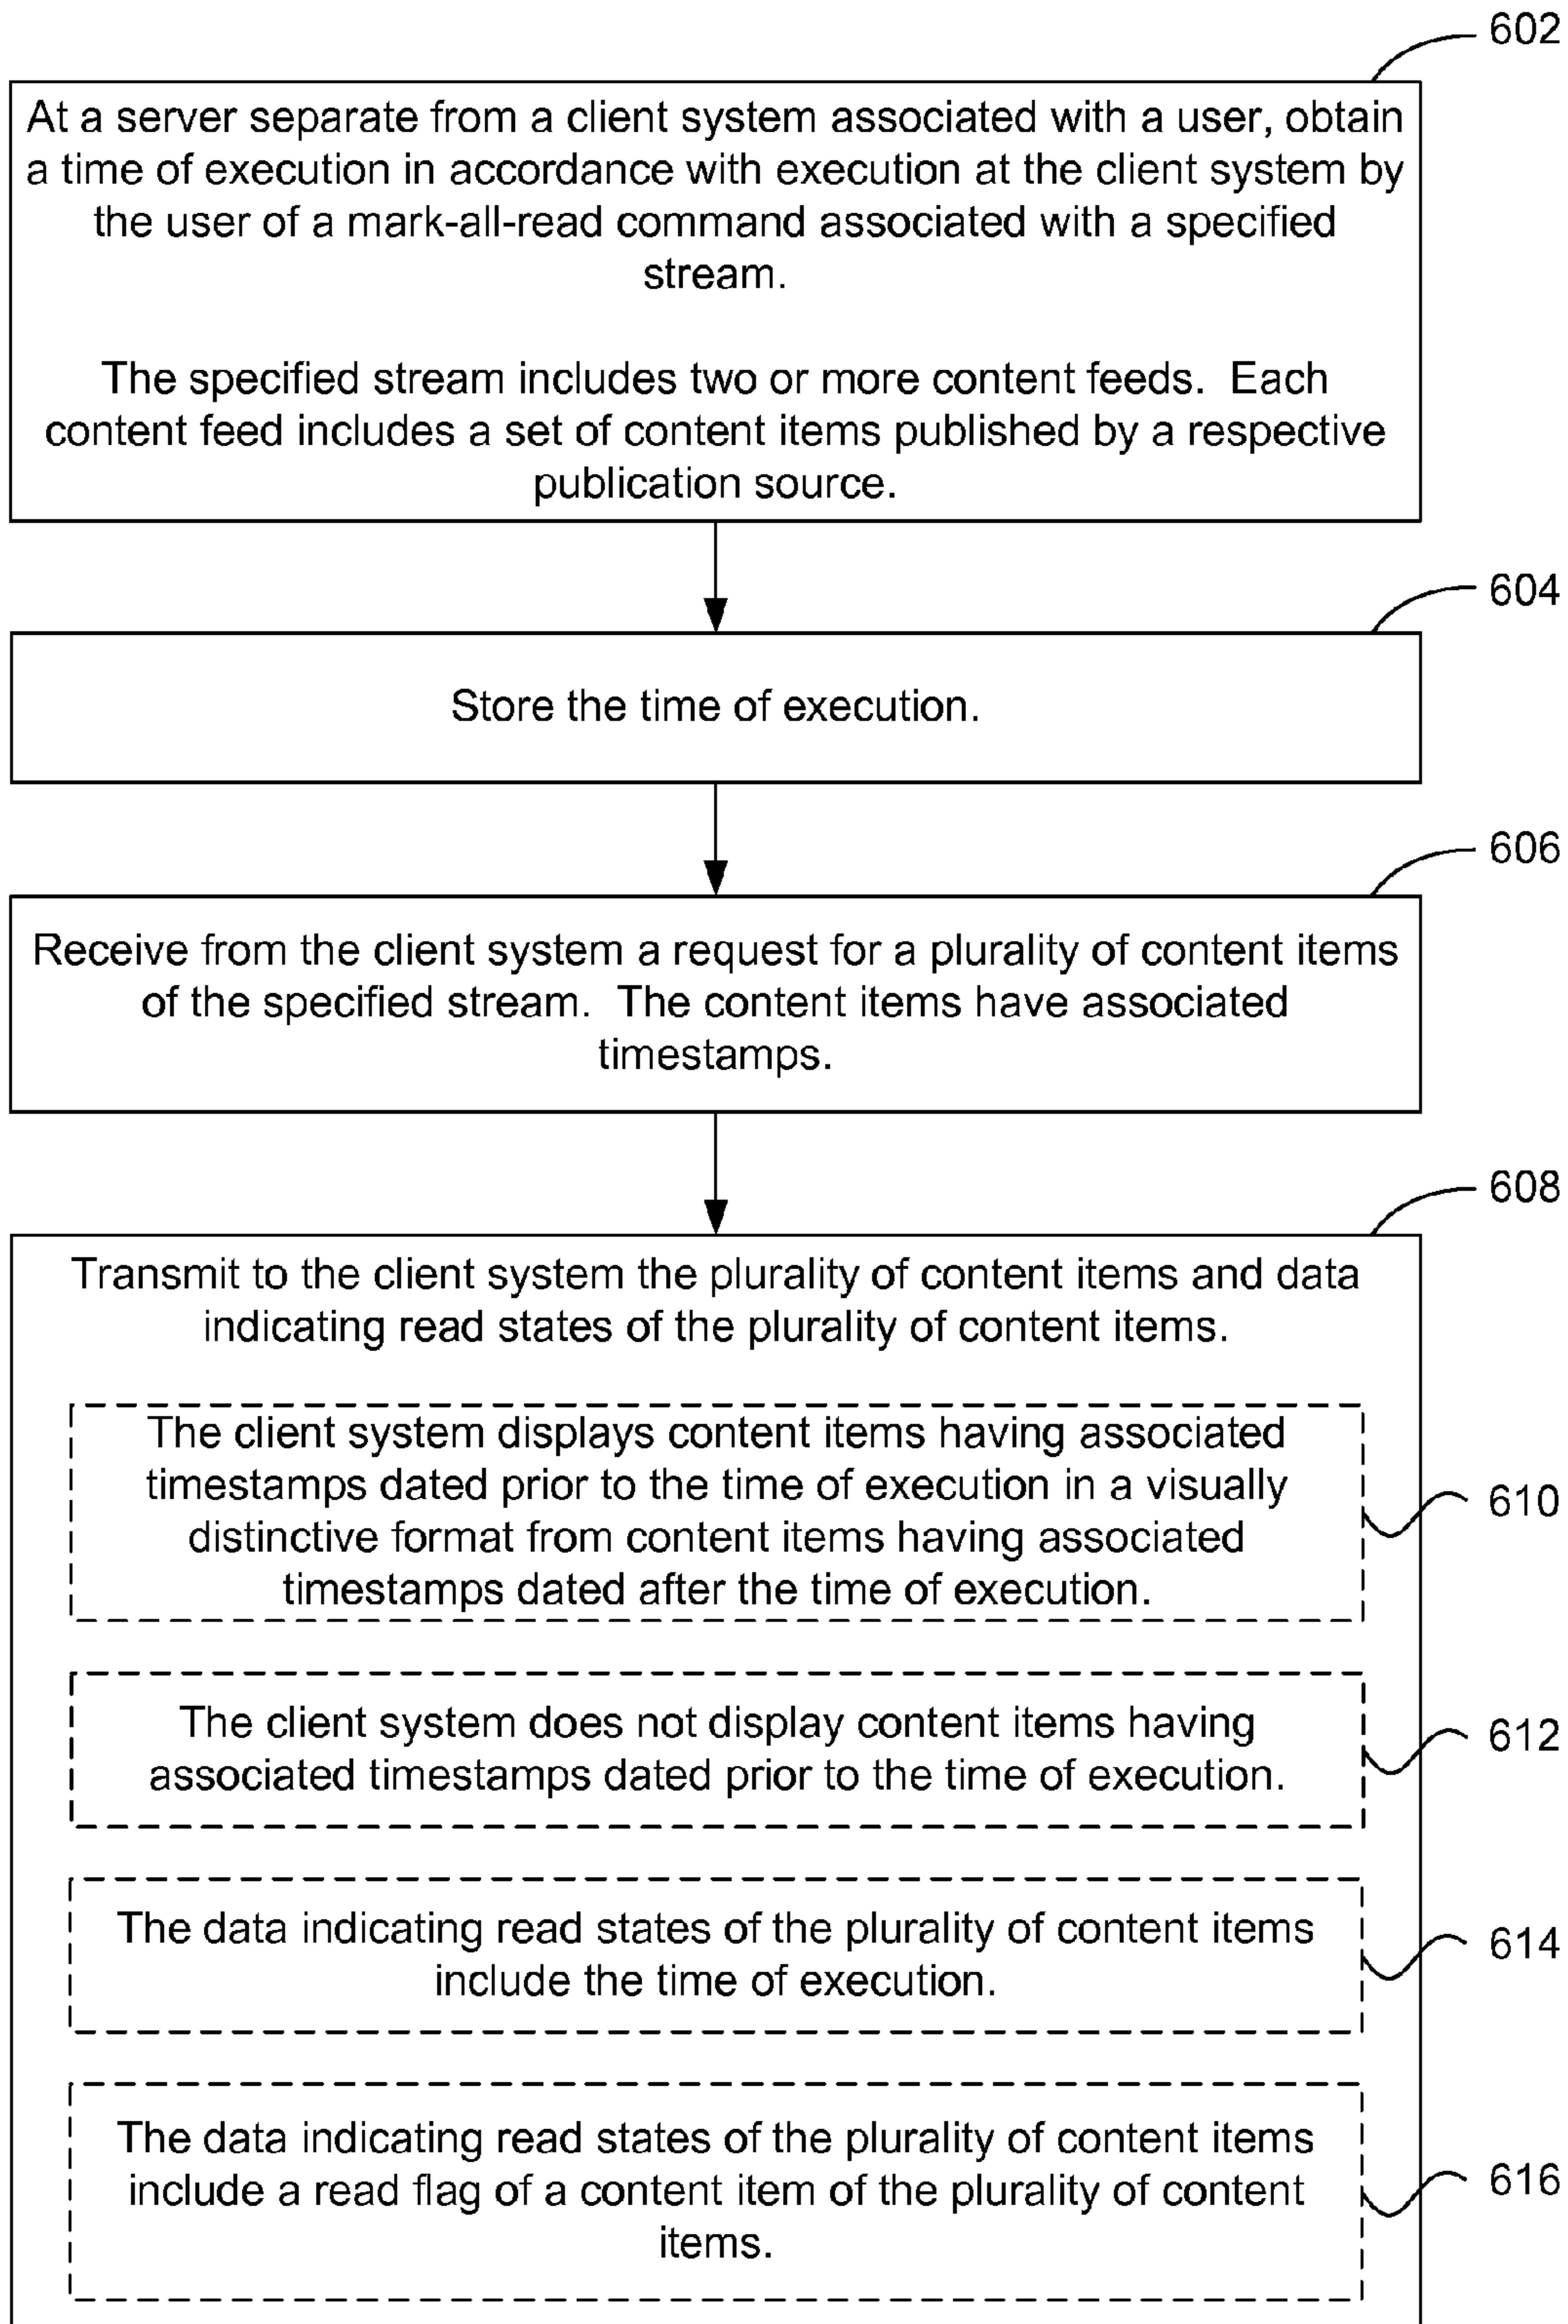 602
At a server separate from a client system associated with a user, obtain
a time of execution in accordance with execution at the client system by
the user of a mark-all-read command associated with a specified
stream.
The specified stream includes two or more content feeds. Each
content feed includes a set of content items published by a respective
publication source.
604
Store the time of execution.
606
Receive from the client system a request for a plurality of content items
of the specified stream. The content items have associated
timestamps.
608
Transmit to the client system the plurality of content items and data
indicating read states of the plurality of content items.
The client system displays content items having associated
timestamps dated prior to the time of execution in a visually
distinctive format from content items having associated
timestamps dated after the time of execution.
610
The client system does not display content items having
associated timestamps dated prior to the time of execution.
612
The data indicating read states of the plurality of content items
include the time of execution.
614
The data indicating read states of the plurality of content items
include a read flag of a content item of the plurality of content
items.
616